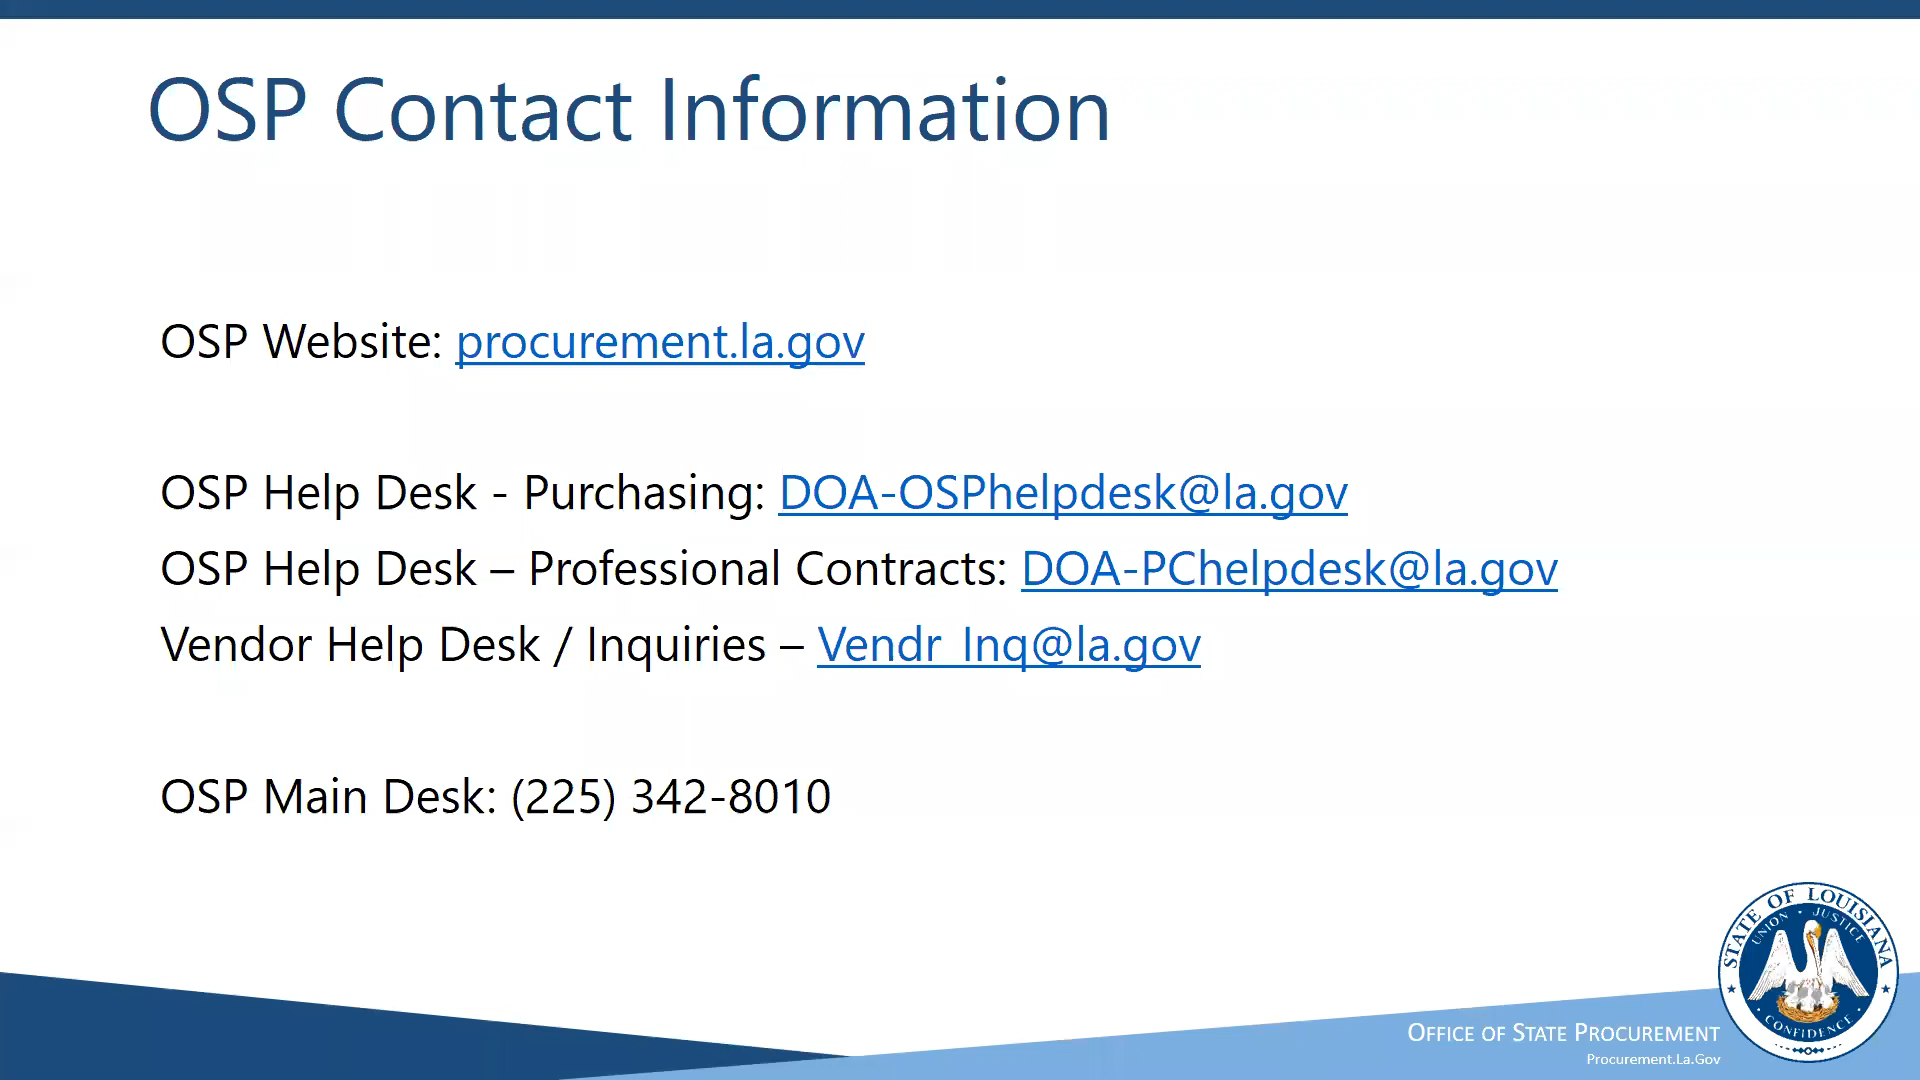 OSP Contact Information
OSP Website: procurement.la.gov
OSP Help Desk - Purchasing: DOA-OSPhelpdesk@la.gov
OSP Help Desk – Professional Contracts: DOA-PChelpdesk@la.gov
Vendor Help Desk / Inquiries – Vendr_Inq@la.gov
OSP Main Desk: (225) 342-8010
STATE OF LOUISIANA
UNION · JUSTICE
CONFIDENCE
OFFICE OF STATE PROCUREMENT
Procurement.La.Gov